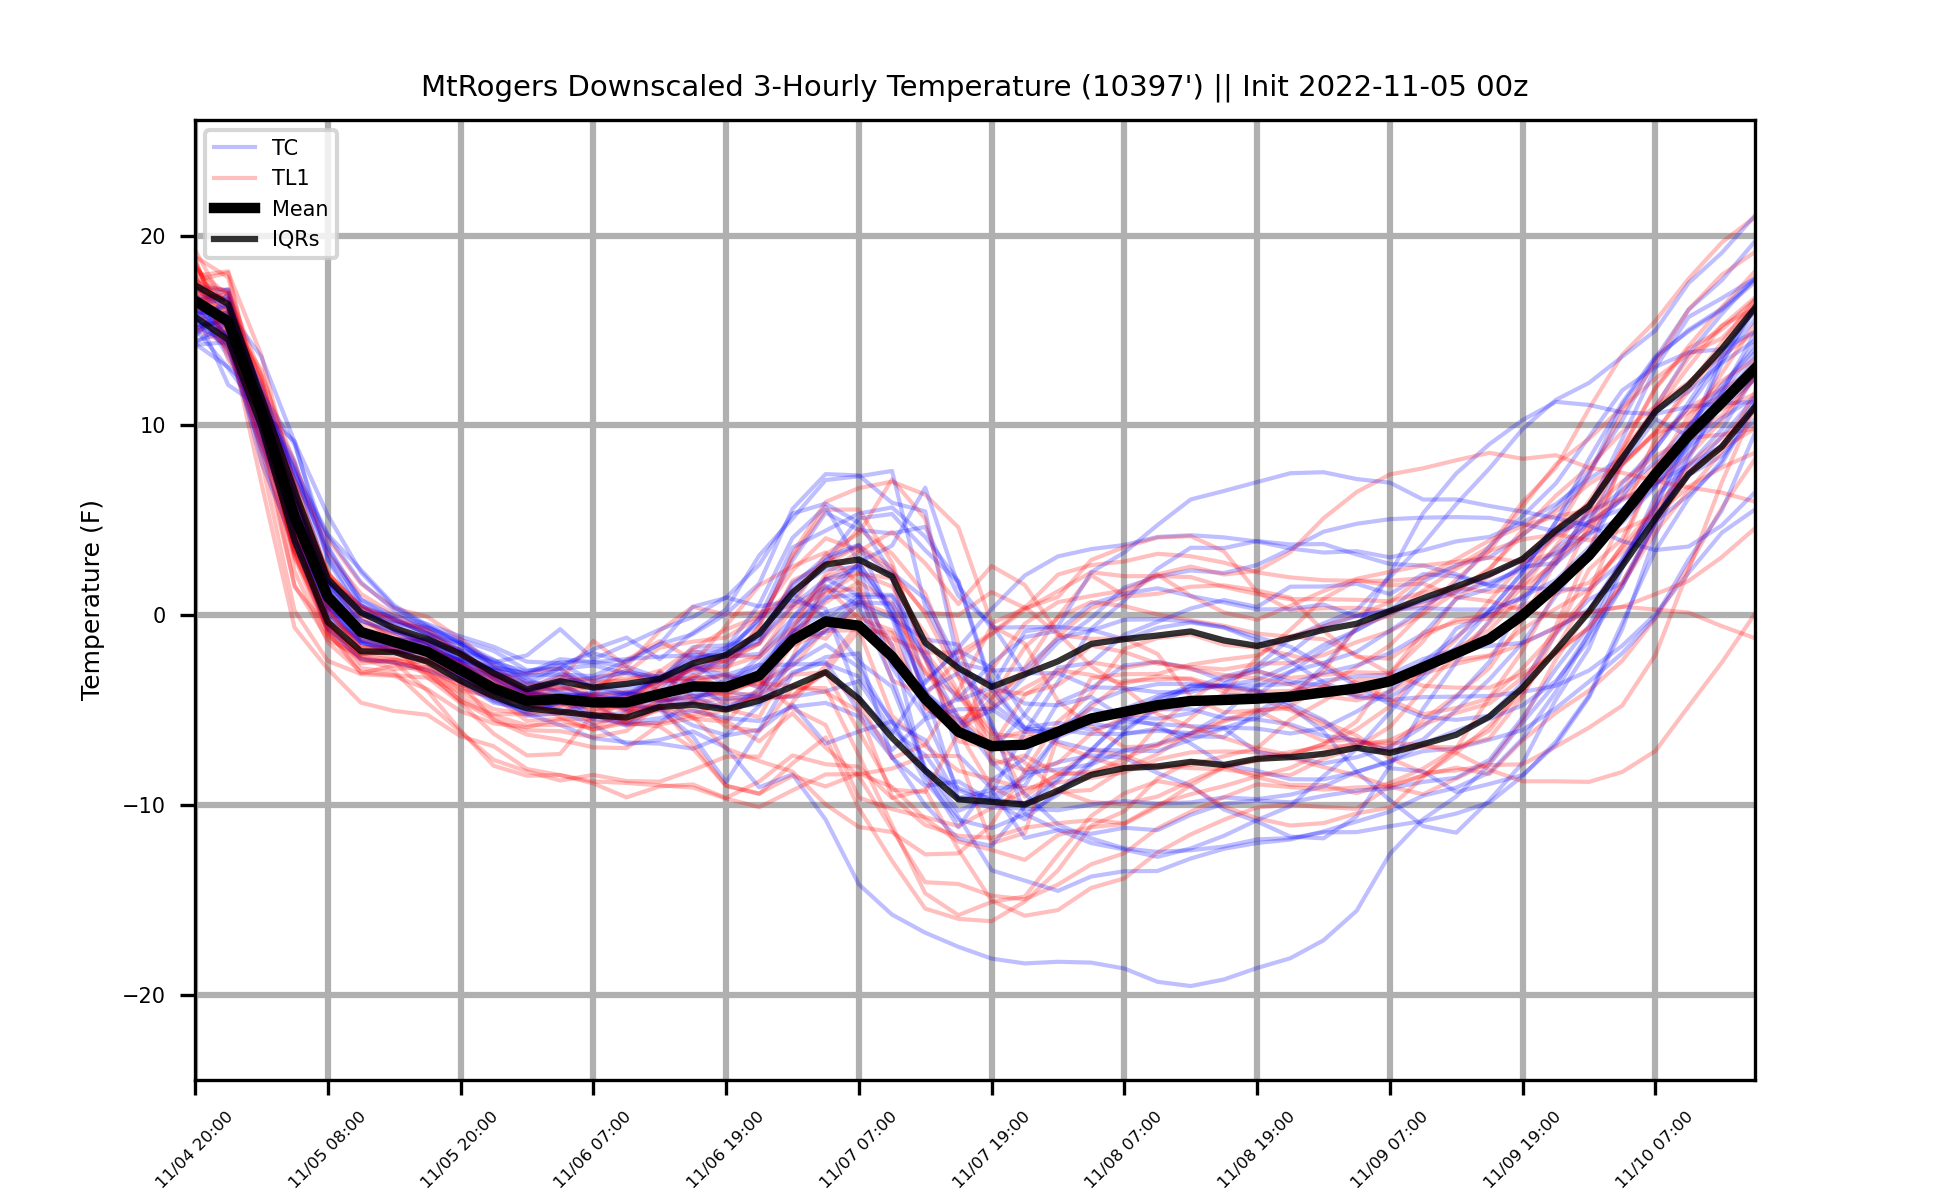 MtRogers Downscaled 3-Hourly Temperature (10397') || Init 2022-11-05 00z
TC
TL1
Mean
IQRs
Temperature (F)
20
10
0
−10
−20
11/04 20:00
11/05 08:00
11/05 20:00
11/06 07:00
11/06 19:00
11/07 07:00
11/07 19:00
11/08 07:00
11/08 19:00
11/09 07:00
11/09 19:00
11/10 07:00